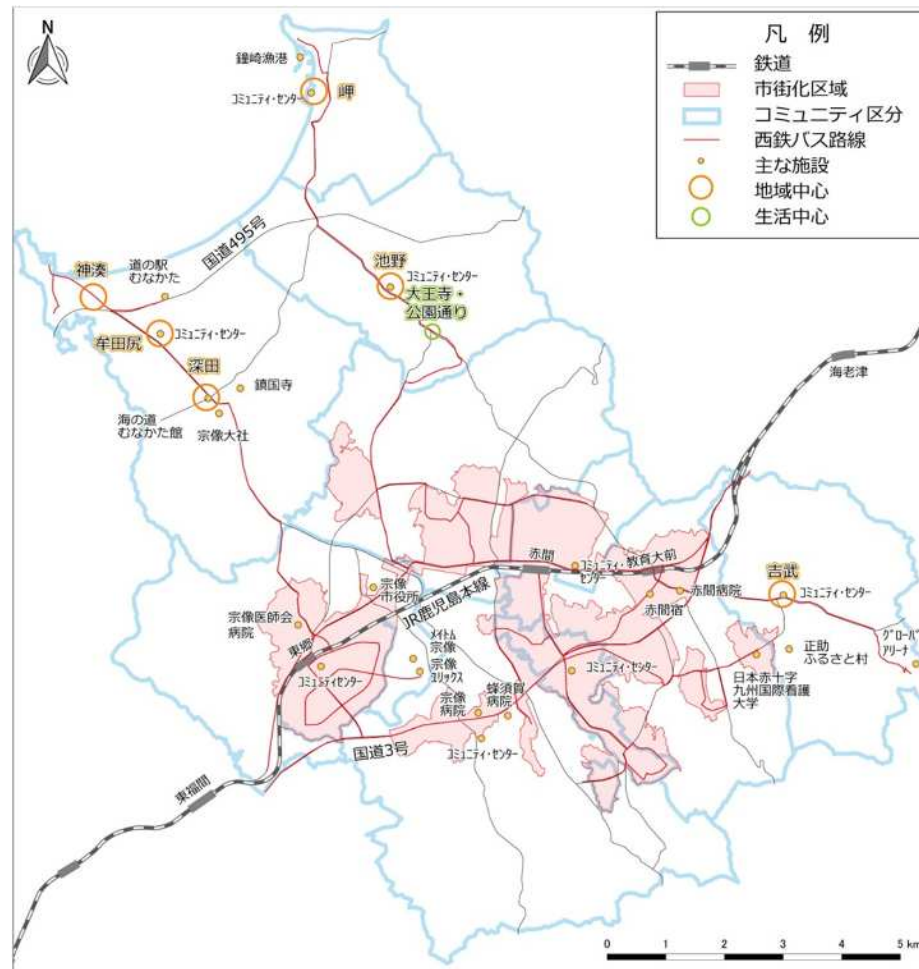 N
凡 例
鉄道
市街化区域
コミュニティ区分
西鉄バス路線
主な施設
地域中心
生活中心
鐘崎漁港
コミュニティ・センター
岬
国道495号
神湊
道の駅
むなかた
池野
コミュニティ・センター
大王寺・
公園通り
牟田尻
コミュニティ・センター
深田
鎮国寺
海の道
むなかた館
宗像大社
海老津
赤間
コミュニティ・
センター
教育大前
吉武
コミュニティ・センター
宗像
市役所
JR鹿児島本線
赤間病院
赤間宿
宗像医師会
病院
東郷
メイトム
宗像
宗像
ユリックス
コミュニティセンター
コミュニティ・センター
グローバル
アリーナ
正助
ふるさと村
日本赤十字
九州国際看護
大学
蜂須賀
病院
宗像
病院
国道3号
コミュニティ・センター
東福間
0 1 2 3 4 5 km